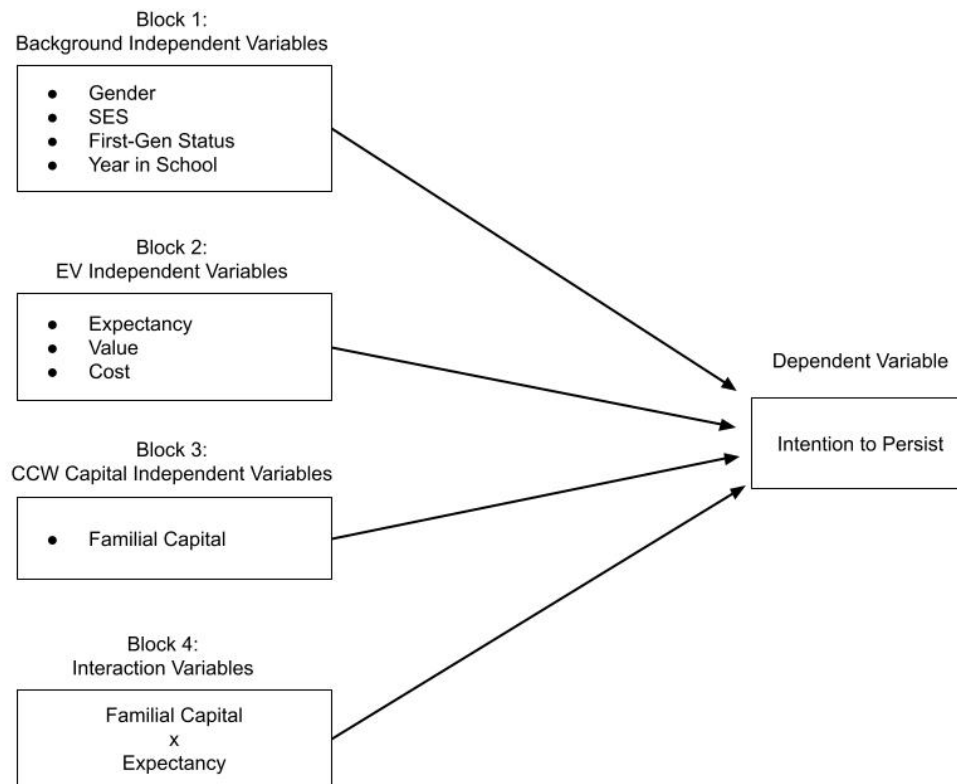 Block 1:
Background Independent Variables
● Gender
● SES
● First-Gen Status
● Year in School
Block 2:
EV Independent Variables
● Expectancy
● Value
● Cost
Dependent Variable
Intention to Persist
Block 3:
CCW Capital Independent Variables
● Familial Capital
Block 4:
Interaction Variables
Familial Capital
x
Expectancy